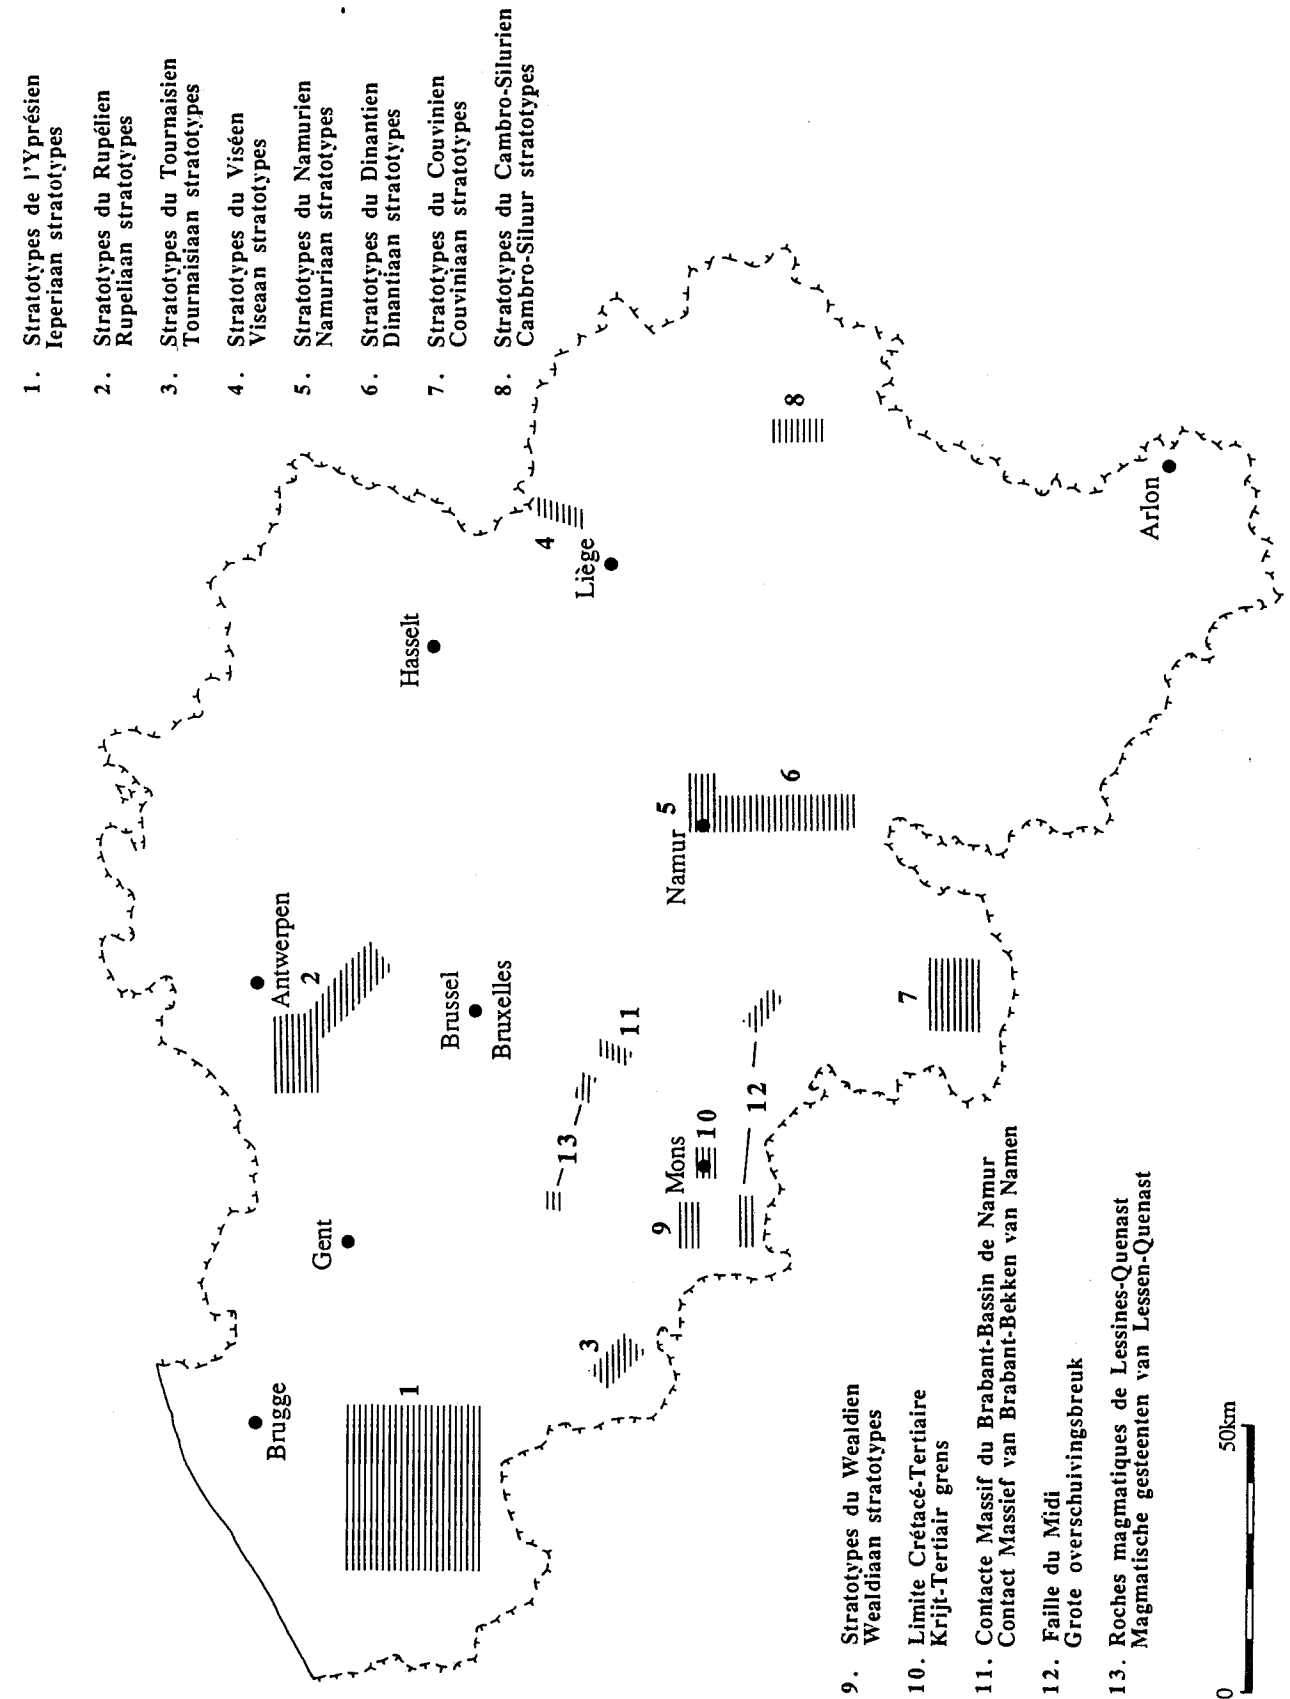 1. Stratotypes de l'Yprésien
Ieperiaan stratotypes
2. Stratotypes du Rupélien
Rupeliaan stratotypes
3. Stratotypes du Tournaisien
Tournaisiaan stratotypes
4. Stratotypes du Viséen
Viseaan stratotypes
5. Stratotypes du Namurien
Namuriaan stratotypes
6. Stratotypes du Dinantien
Dinantiaan stratotypes
7. Stratotypes du Couvinien
Couviniaan stratotypes
8. Stratotypes du Cambro-Silurien
Cambro-Siluur stratotypes
Brugge
Gent
Antwerpen
Hasselt
Brussel
Bruxelles
Liège
Namur
Mons
Arlon
1
2
3
4
5
6
7
8
9
10
11
12
13
9. Stratotypes du Wealdien
Wealdiaan stratotypes
10. Limite Crétacé-Tertiaire
Krijt-Tertiair grens
11. Contacte Massif du Brabant-Bassin de Namur
Contact Massief van Brabant-Bekken van Namen
12. Faille du Midi
Grote overschuivingsbreuk
13. Roches magmatiques de Lessines-Quenast
Magmatische gesteenten van Lessen-Quenast
0 50km